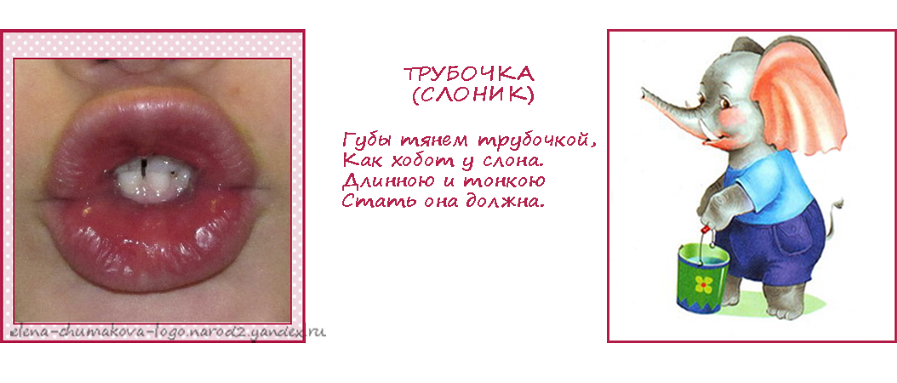 ТРУБОЧКА
(СЛОНИК)
Губы тянем трубочкой,
Как хобот у слона.
Длинною и тонкою
Стать она должна.
elena-chumakova-logo.narod2.yandex.ru